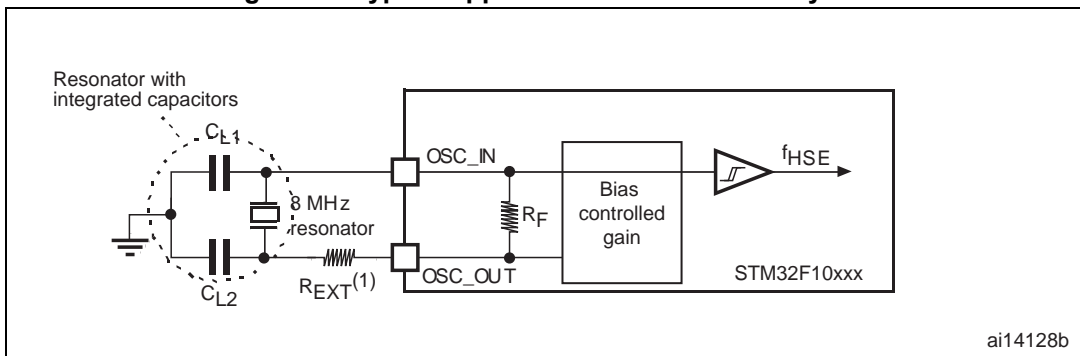 Resonator with
integrated capacitors
CL1
OSC_IN
fHSE
Bias
controlled
gain
RF
8 MHz
resonator
STM32F10xxx
OSC_OUT
REXT(1)
CL2
ai14128b